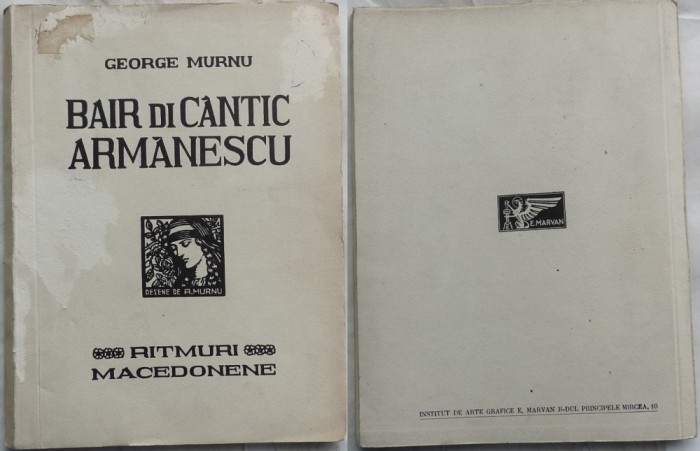 GEORGE MURNU
BAIR DI CÂNTIC
ARMÂNESCU
DESENE DE A.MURNU
RITMURI
MACEDONENE
E.MARVAN
INSTITUT DE ARTE GRAFICE E. MARVAN B-DUL PRINCIPELE MIRCEA, 10